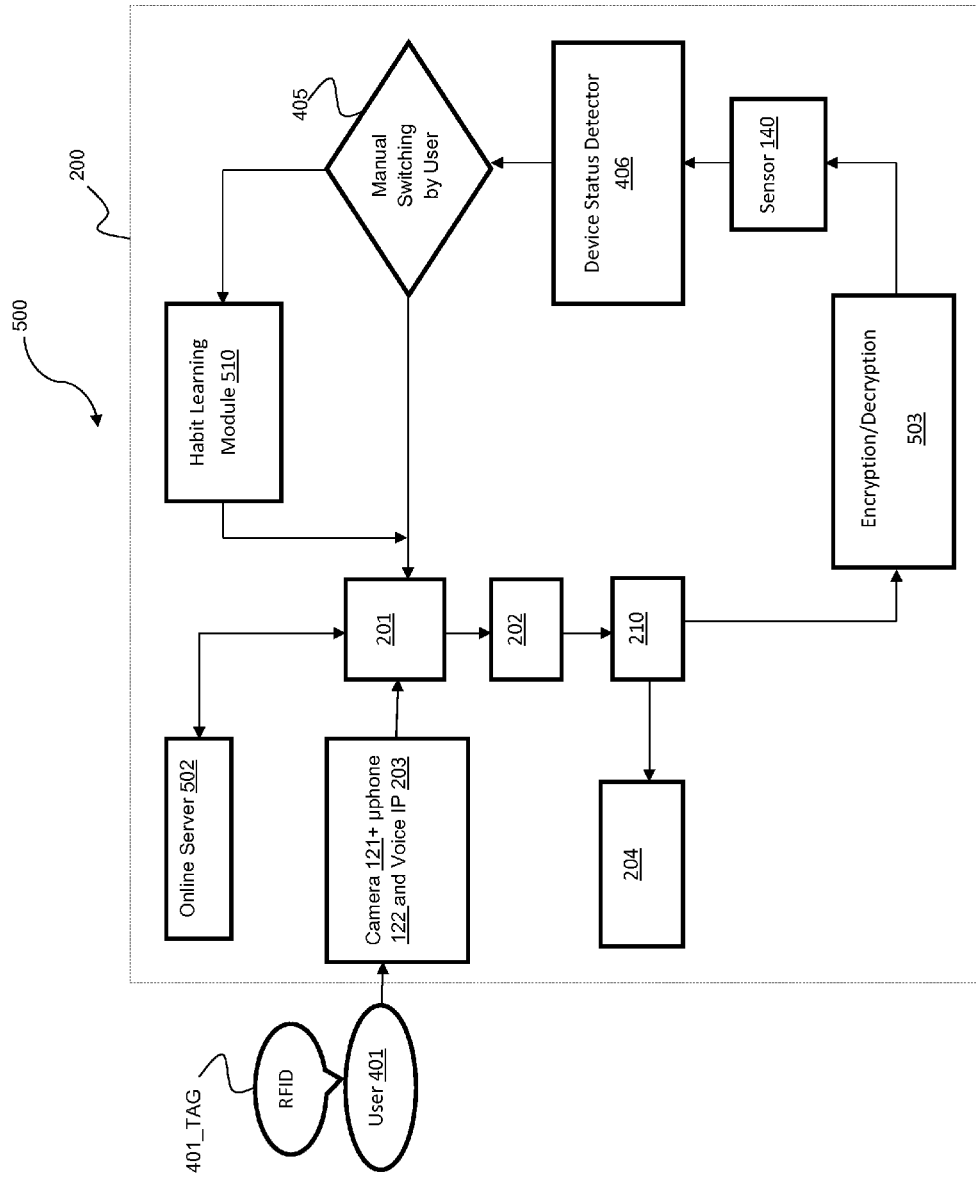 500
200
405
Manual
Switching
by User
Habit Learning
Module 510
Device Status Detector
406
Sensor 140
Encryption/Decryption
503
Online Server 502
201
202
210
204
Camera 121+ µphone
122 and Voice IP 203
401_TAG
RFID
User 401